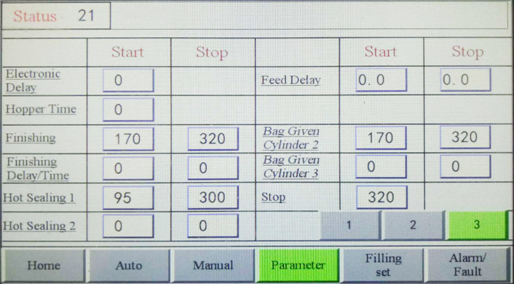 Status 21
Start Stop Start Stop
Electronic Delay 0 Feed Delay 0.0 0.0
Hopper Time 0
Finishing 170 320 Bag Given Cylinder 2 170 320
Finishing Delay/Time 0 0 Bag Given Cylinder 3 0 0
Hot Sealing 1 95 300 Stop 320
Hot Sealing 2 0 0 1 2 3
Home Auto Manual Parameter Filling set Alarm/ Fault